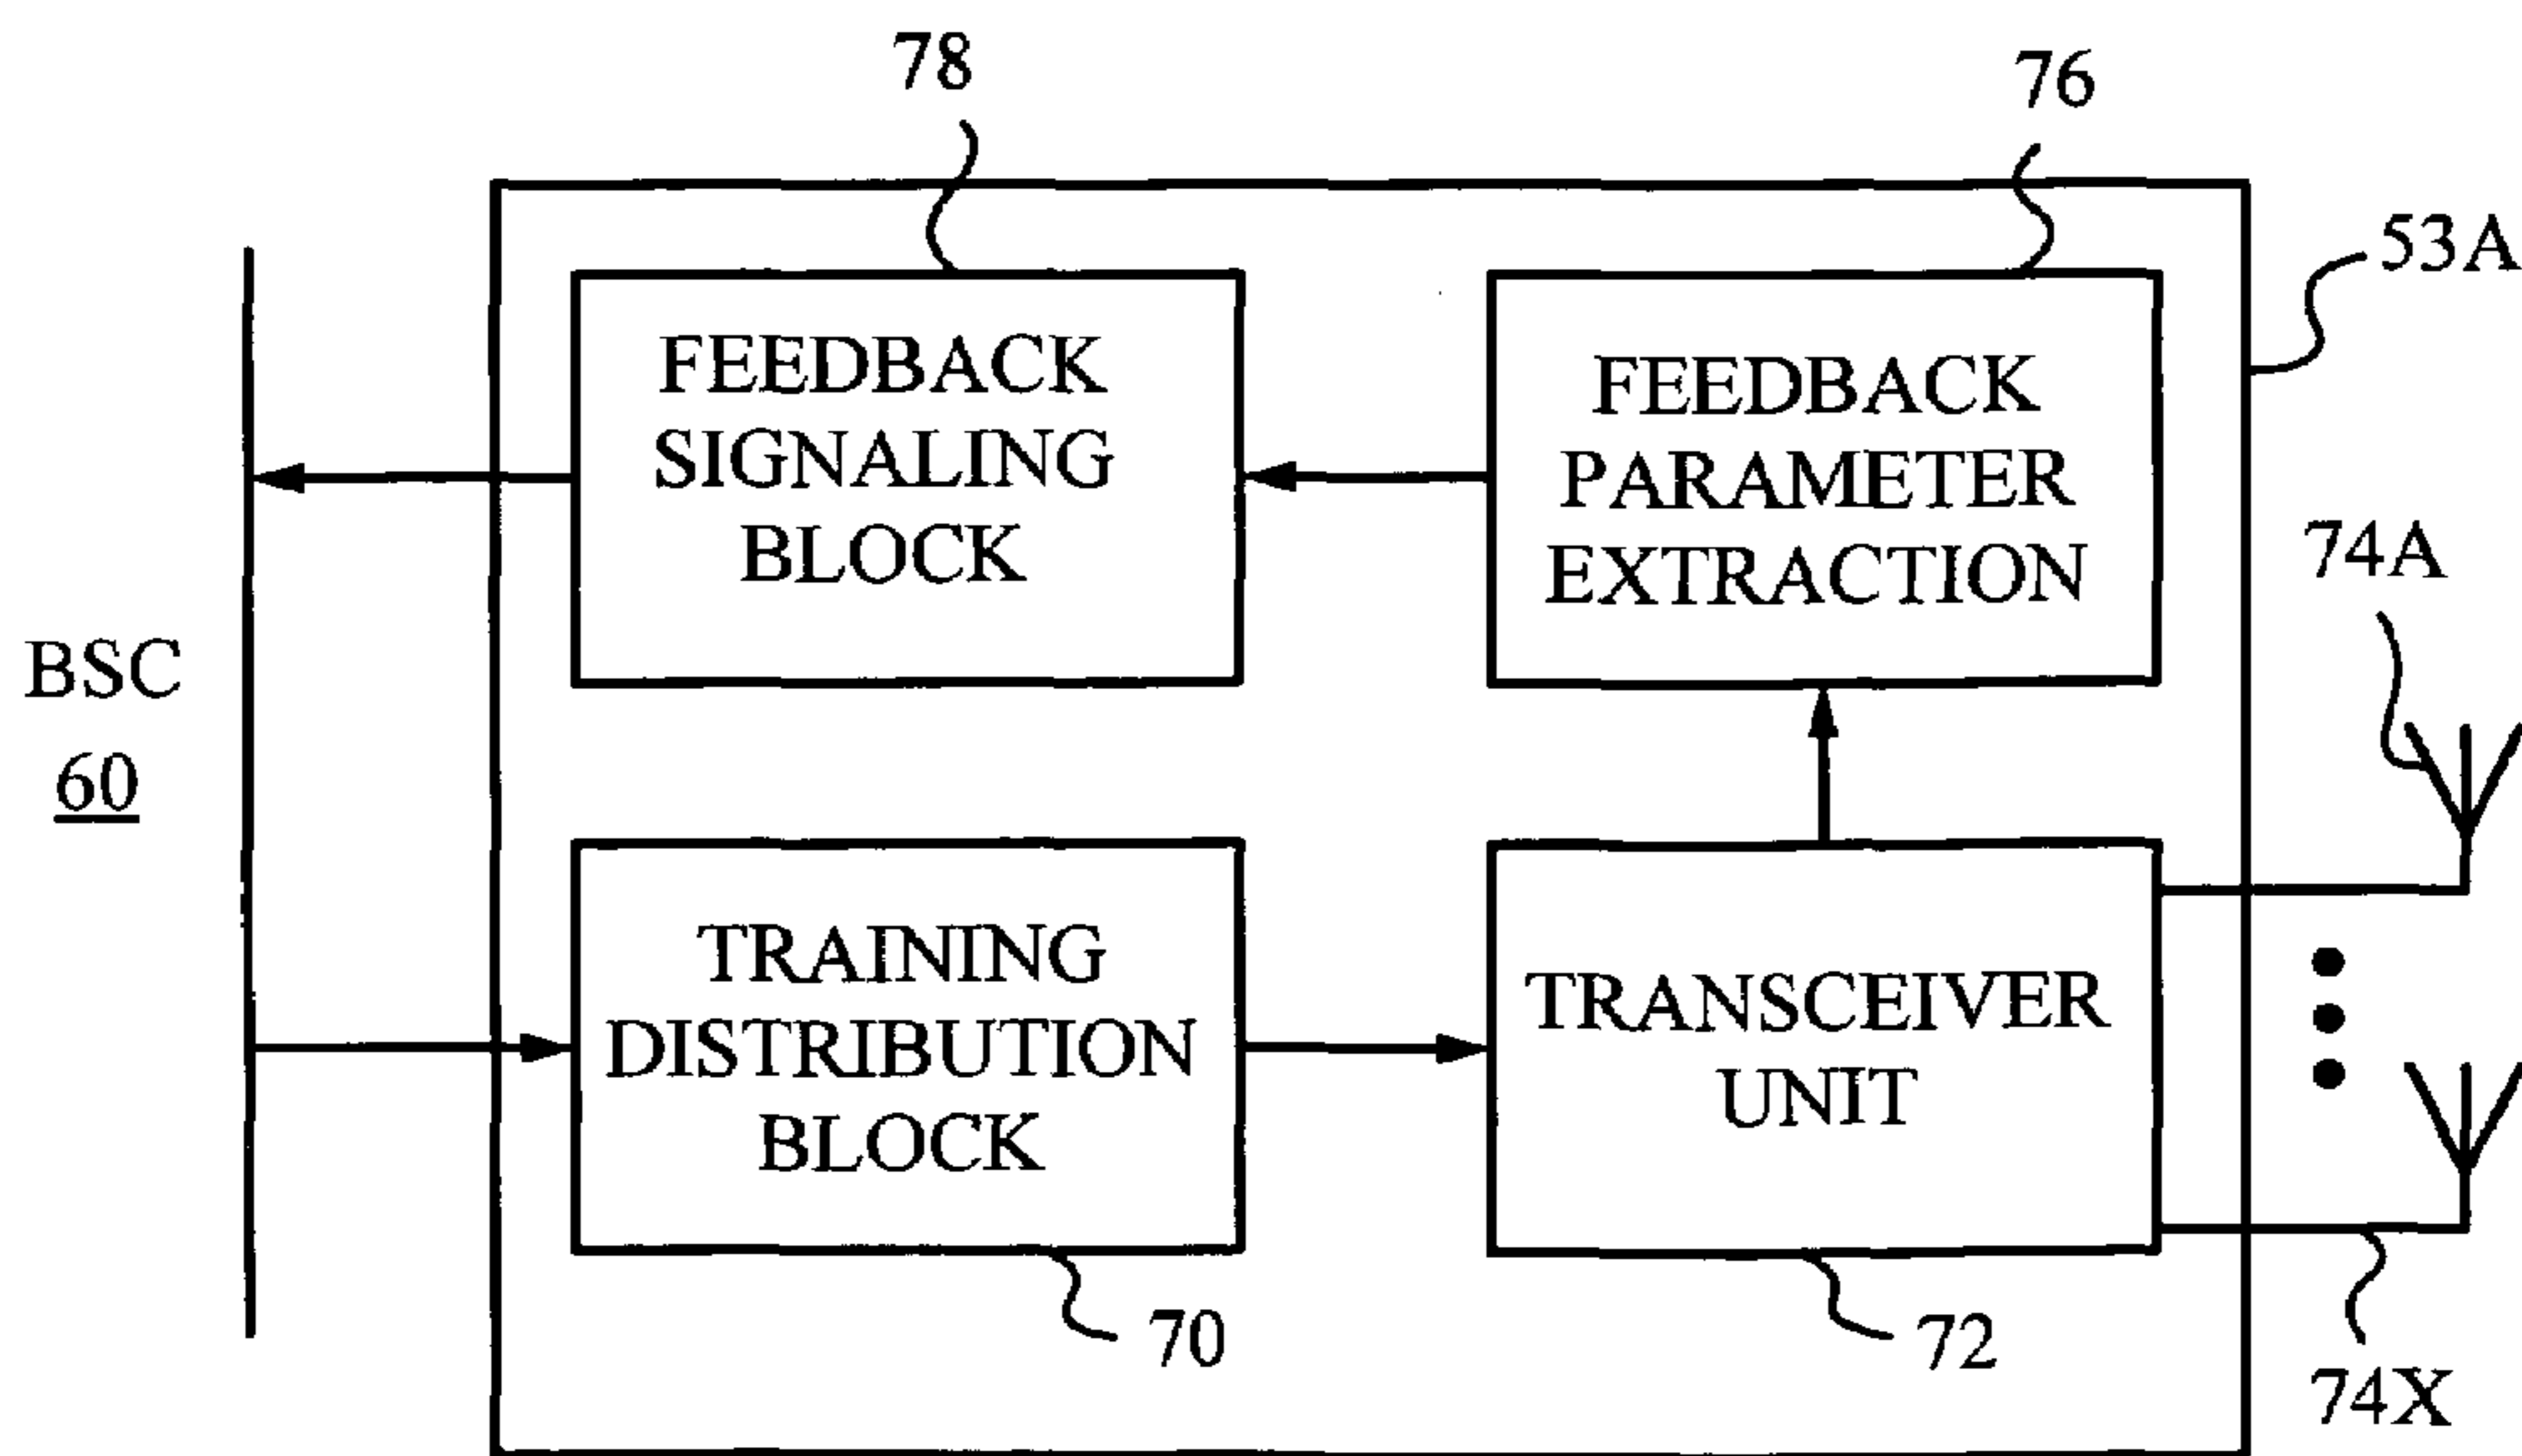 78
76
53A
FEEDBACK
SIGNALING
BLOCK
FEEDBACK
PARAMETER
EXTRACTION
74A
BSC
60
TRAINING
DISTRIBUTION
BLOCK
TRANSCEIVER
UNIT
70
72
74X